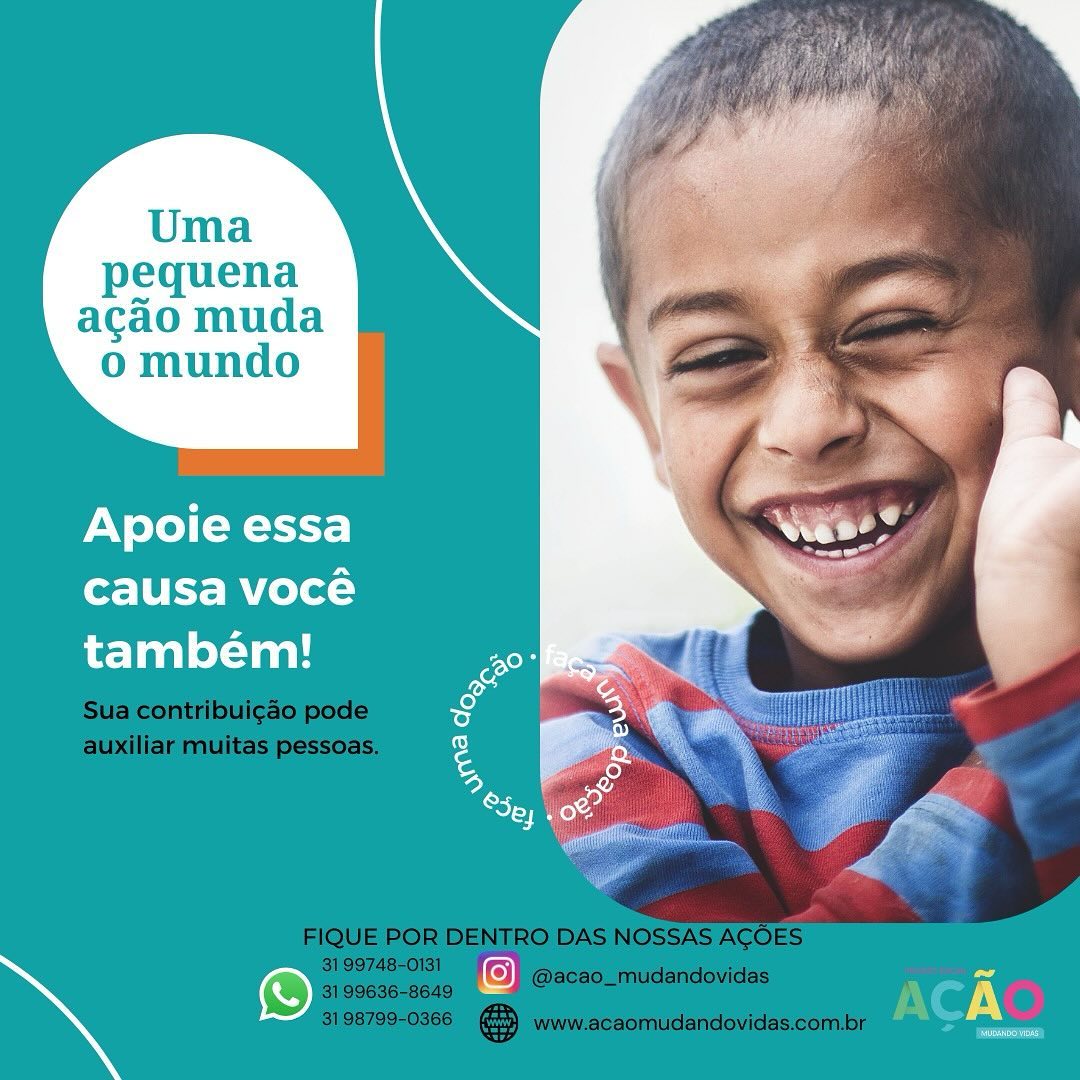 Uma
pequena
ação muda
o mundo
Apoie essa
causa você
também!
Sua contribuição pode
auxiliar muitas pessoas.
faça uma doação • faça uma doação •
FIQUE POR DENTRO DAS NOSSAS AÇÕES
31 99748-0131
31 99636-8649
31 98799-0366
@acao_mudandovidas
www.acaomudandovidas.com.br
PROJETO SOCIAL
AÇÃO
MUDANDO VIDAS